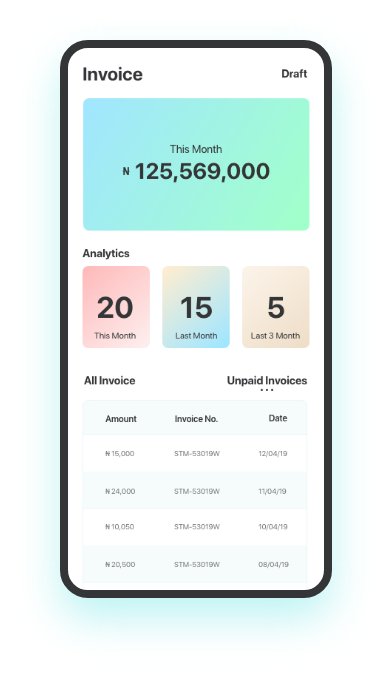 Invoice Draft
This Month
₦ 125,569,000
Analytics
20 15 5
This Month Last Month Last 3 Month
All Invoice Unpaid Invoices
Amount Invoice No. Date
₦ 15,000 STM-53019W 12/04/19
₦ 24,000 STM-53019W 11/04/19
₦ 10,050 STM-53019W 10/04/19
₦ 20,500 STM-53019W 08/04/19